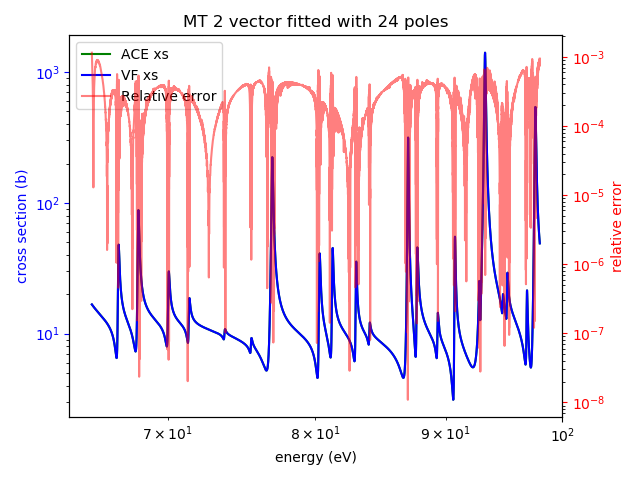 MT 2 vector fitted with 24 poles
ACE xs
VF xs
Relative error
cross section (b)
10³
10²
10¹
relative error
10⁻³
10⁻⁴
10⁻⁵
10⁻⁶
10⁻⁷
10⁻⁸
7 × 10¹ 8 × 10¹ 9 × 10¹ 10²
energy (eV)